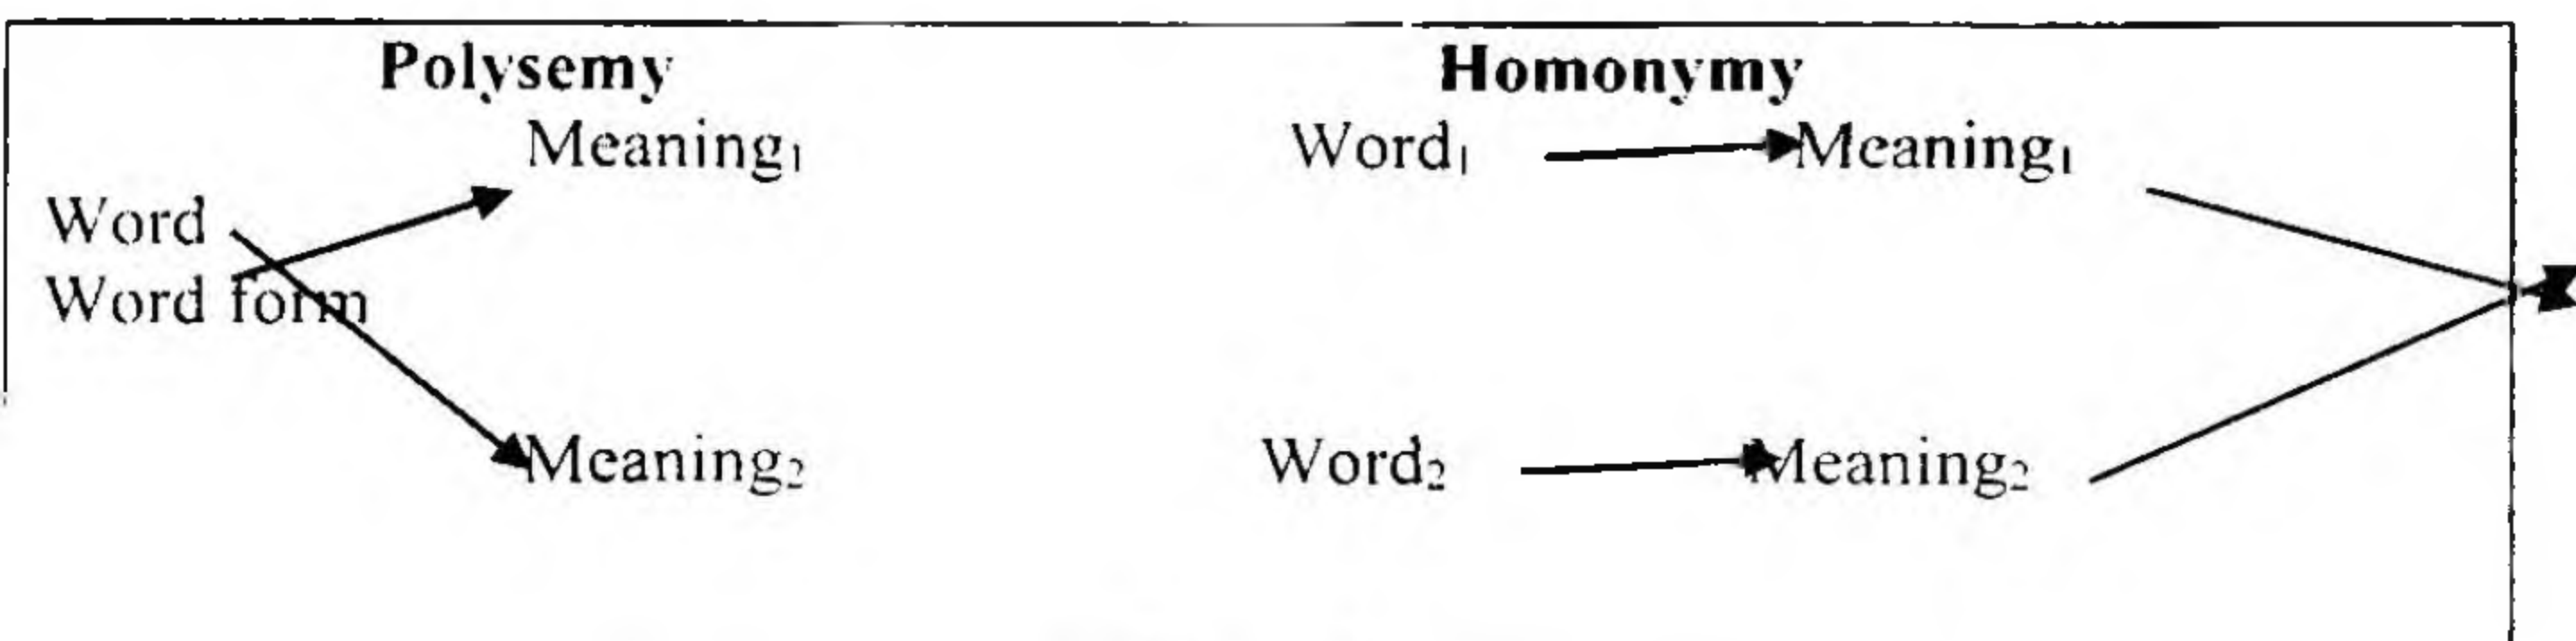 Polysemy Homonymy
Meaning₁ Word₁ Meaning₁
Word
Word form
Meaning₂ Word₂ Meaning₂